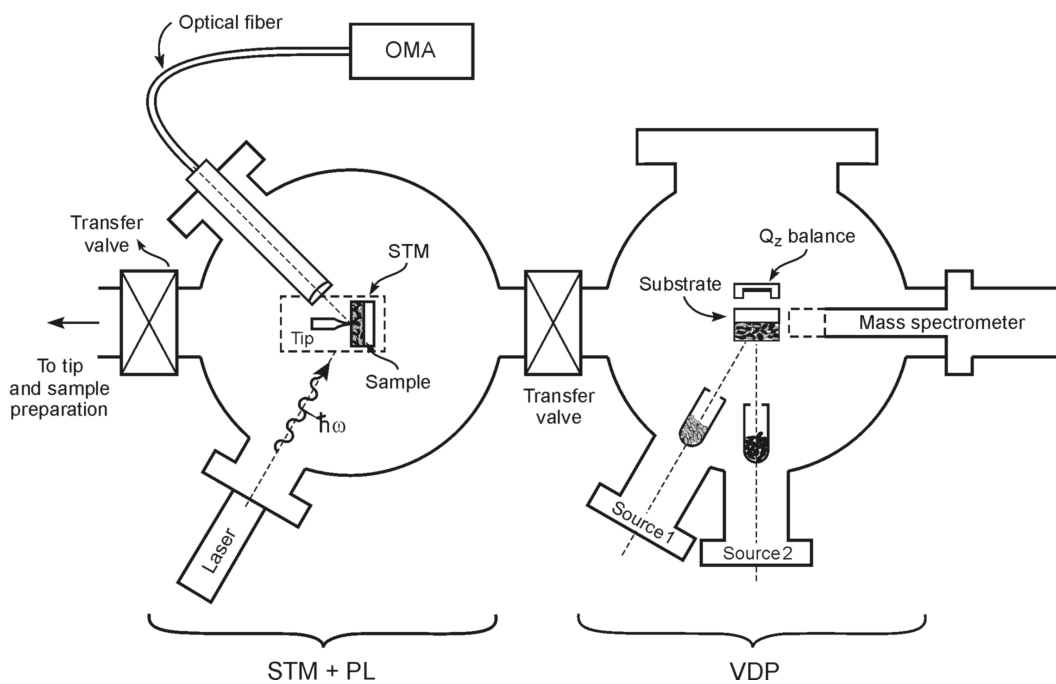 Optical fiber
OMA
Transfer
valve
STM
Q_z balance
Substrate
Mass spectrometer
Tip
Sample
To tip
and sample
preparation
Transfer
valve
ħω
Source 1
Source 2
Laser
STM + PL
VDP